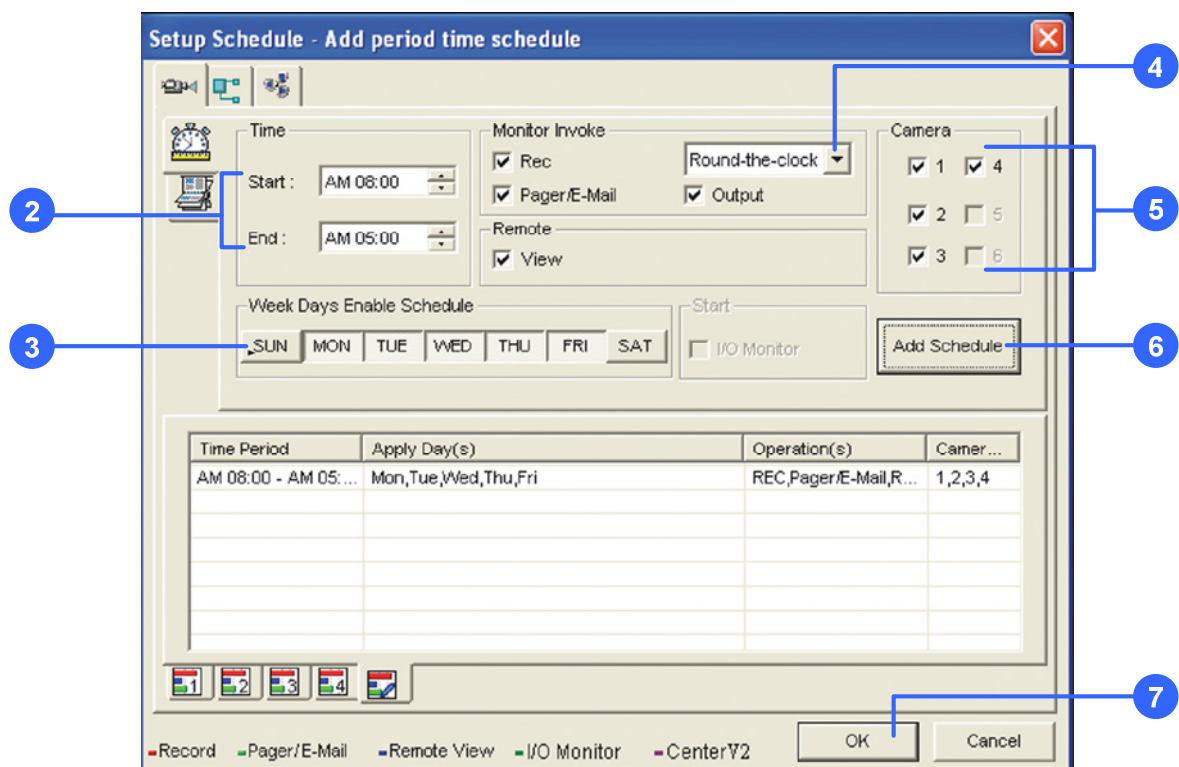 Setup Schedule - Add period time schedule
4
Time
Monitor Invoke
Camera
Rec
Round-the-clock
1
4
Start :
AM 08:00
Pager/E-Mail
Output
2
2
5
5
End :
AM 05:00
Remote
View
3
6
Week Days Enable Schedule
Start
3
SUN
MON
TUE
WED
THU
FRI
SAT
I/O Monitor
Add Schedule
6
Time Period
Apply Day(s)
Operation(s)
Camer...
AM 08:00 - AM 05:...
Mon,Tue,Wed,Thu,Fri
REC,Pager/E-Mail,R...
1,2,3,4
1
2
3
4
7
Record
Pager/E-Mail
Remote View
I/O Monitor
CenterV2
OK
Cancel